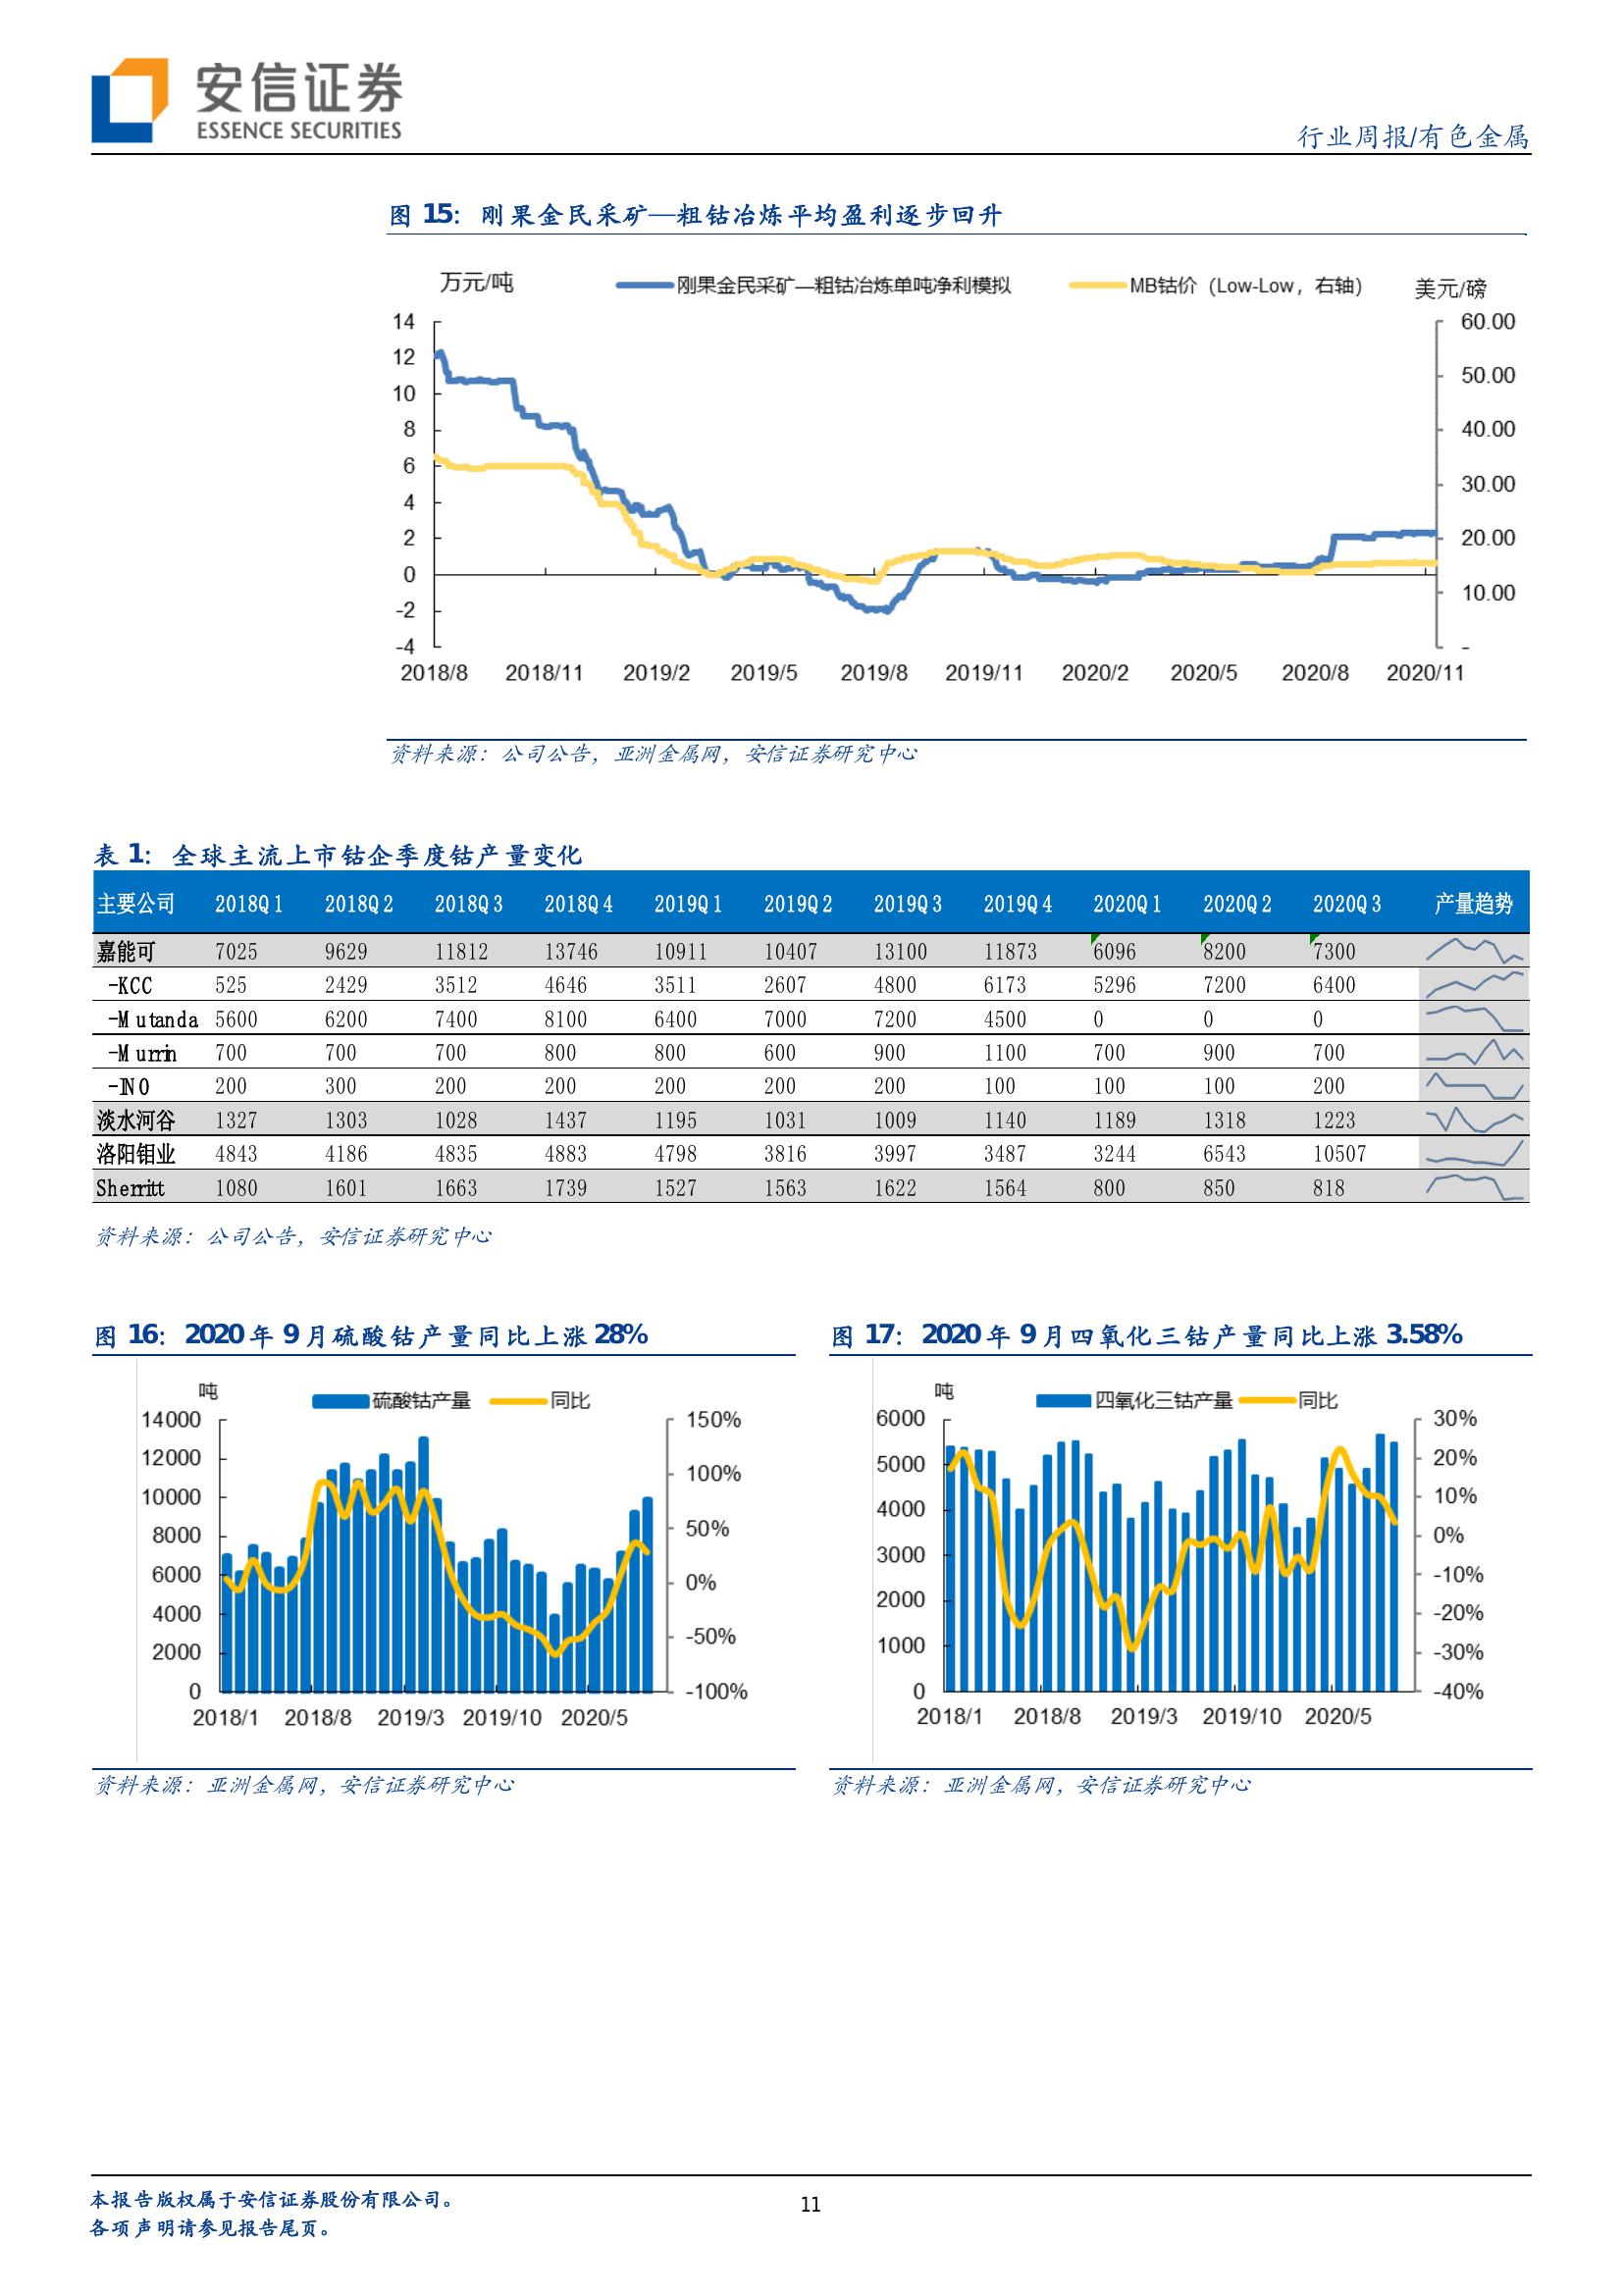 安信证券
ESSENCE SECURITIES
行业周报/有色金属
图 15：刚果金民采矿—粗钴冶炼平均盈利逐步回升
万元/吨 刚果金民采矿—粗钴冶炼单吨净利模拟 MB钴价（Low-Low，右轴） 美元/磅
14 60.00
12 50.00
10 40.00
8 30.00
6 20.00
4 10.00
2 -
0
-2
-4
2018/8 2018/11 2019/2 2019/5 2019/8 2019/11 2020/2 2020/5 2020/8 2020/11
资料来源：公司公告，亚洲金属网，安信证券研究中心
表 1：全球主流上市钴企季度钴产量变化
主要公司 2018Q1 2018Q2 2018Q3 2018Q4 2019Q1 2019Q2 2019Q3 2019Q4 2020Q1 2020Q2 2020Q3 产量趋势
嘉能可 7025 9629 11812 13746 10911 10407 13100 11873 6096 8200 7300
-KCC 525 2429 3512 4646 3511 2607 4800 6173 5296 7200 6400
-Mutanda 5600 6200 7400 8100 6400 7000 7200 4500 0 0 0
-Murrin 700 700 700 800 800 600 900 1100 700 900 700
-INO 200 300 200 200 200 200 200 100 100 100 200
淡水河谷 1327 1303 1028 1437 1195 1031 1009 1140 1189 1318 1223
洛阳钼业 4843 4186 4835 4883 4798 3816 3997 3487 3244 6543 10507
Sherritt 1080 1601 1663 1739 1527 1563 1622 1564 800 850 818
资料来源：公司公告，安信证券研究中心
图 16：2020 年 9 月硫酸钴产量同比上涨 28%
吨 硫酸钴产量 同比
14000 150%
12000 100%
10000 50%
8000 0%
6000 -50%
4000 -100%
2000
0
2018/1 2018/8 2019/3 2019/10 2020/5
资料来源：亚洲金属网，安信证券研究中心
图 17：2020 年 9 月四氧化三钴产量同比上涨 3.58%
吨 四氧化三钴产量 同比
6000 30%
5000 20%
4000 10%
3000 0%
2000 -10%
1000 -20%
0 -30%
-40%
2018/1 2018/8 2019/3 2019/10 2020/5
资料来源：亚洲金属网，安信证券研究中心
本报告版权属于安信证券股份有限公司。
各项声明请参见报告尾页。
11